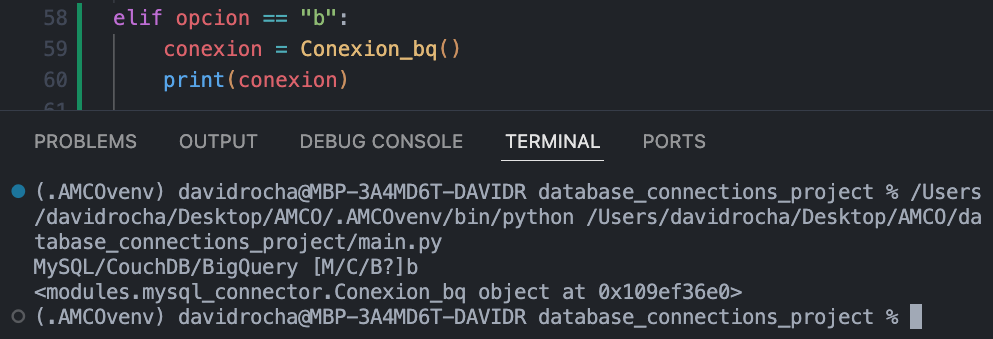 58 elif opcion == "b":
59 conexion = Conexion_bq()
60 print(conexion)
61
PROBLEMS OUTPUT DEBUG CONSOLE TERMINAL PORTS
(.AMCOvenv) davidrocha@MBP-3A4MD6T-DAVIDR database_connections_project % /Users
/davidrocha/Desktop/AMCO/.AMCOvenv/bin/python /Users/davidrocha/Desktop/AMCO/da
tabase_connections_project/main.py
MySQL/CouchDB/BigQuery [M/C/B?]b
<modules.mysql_connector.Conexion_bq object at 0x109ef36e0>
(.AMCOvenv) davidrocha@MBP-3A4MD6T-DAVIDR database_connections_project %